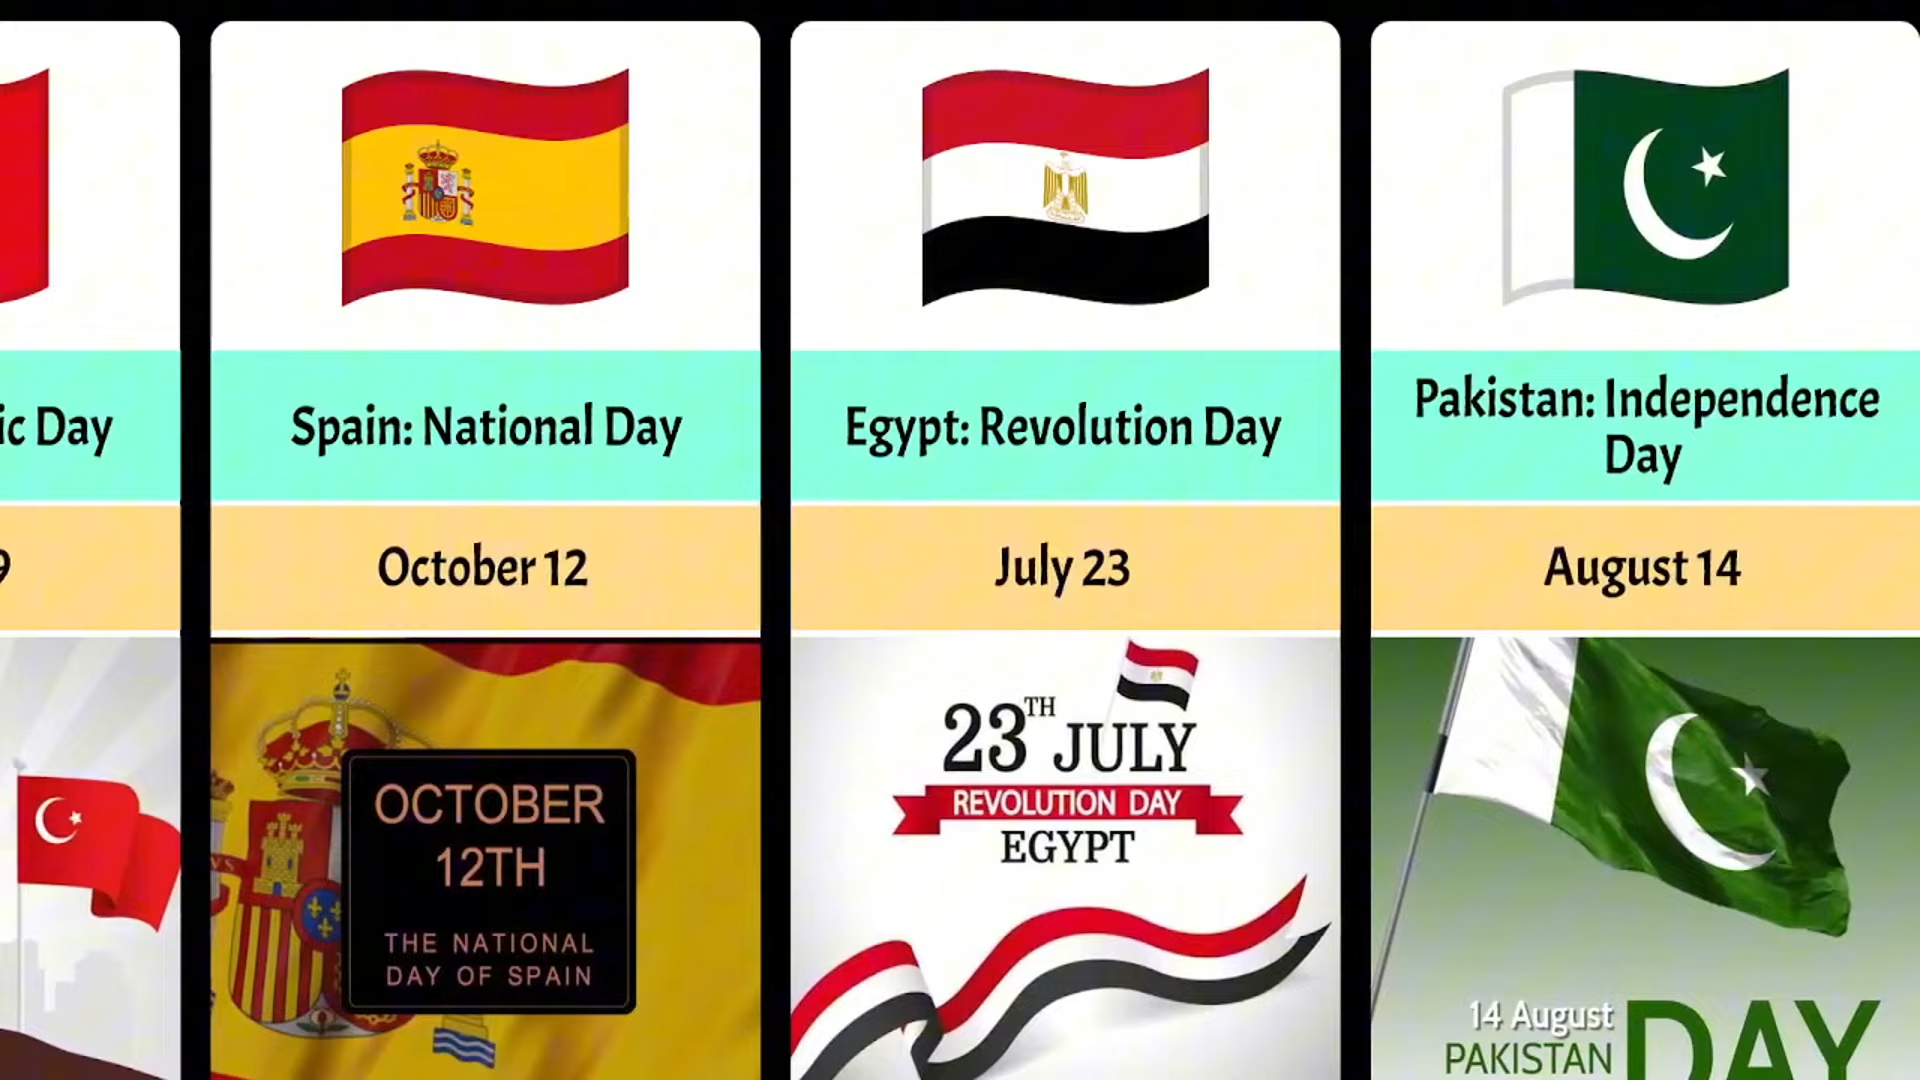 ic Day
9
Spain: National Day
October 12
OCTOBER
12TH
THE NATIONAL
DAY OF SPAIN
Egypt: Revolution Day
July 23
23TH JULY
REVOLUTION DAY
EGYPT
Pakistan: Independence
Day
August 14
14 August
PAKISTAN
DAY